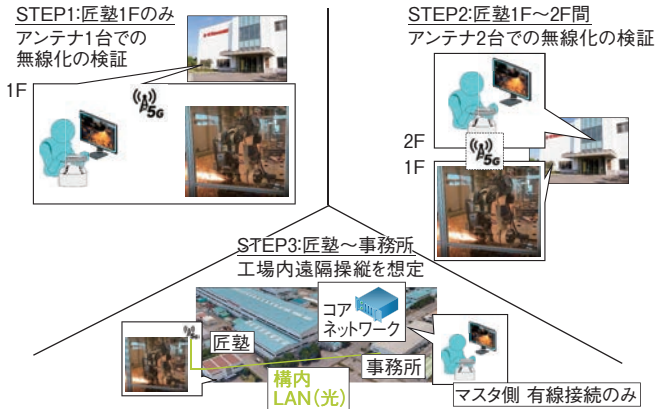 STEP1:匠塾1Fのみ
アンテナ1台での
無線化の検証
1F
5G
STEP2:匠塾1F～2F間
アンテナ2台での無線化の検証
2F
5G
1F
STEP3:匠塾～事務所
工場内遠隔操縦を想定
コア
ネットワーク
匠塾
事務所
構内
LAN(光)
マスタ側 有線接続のみ